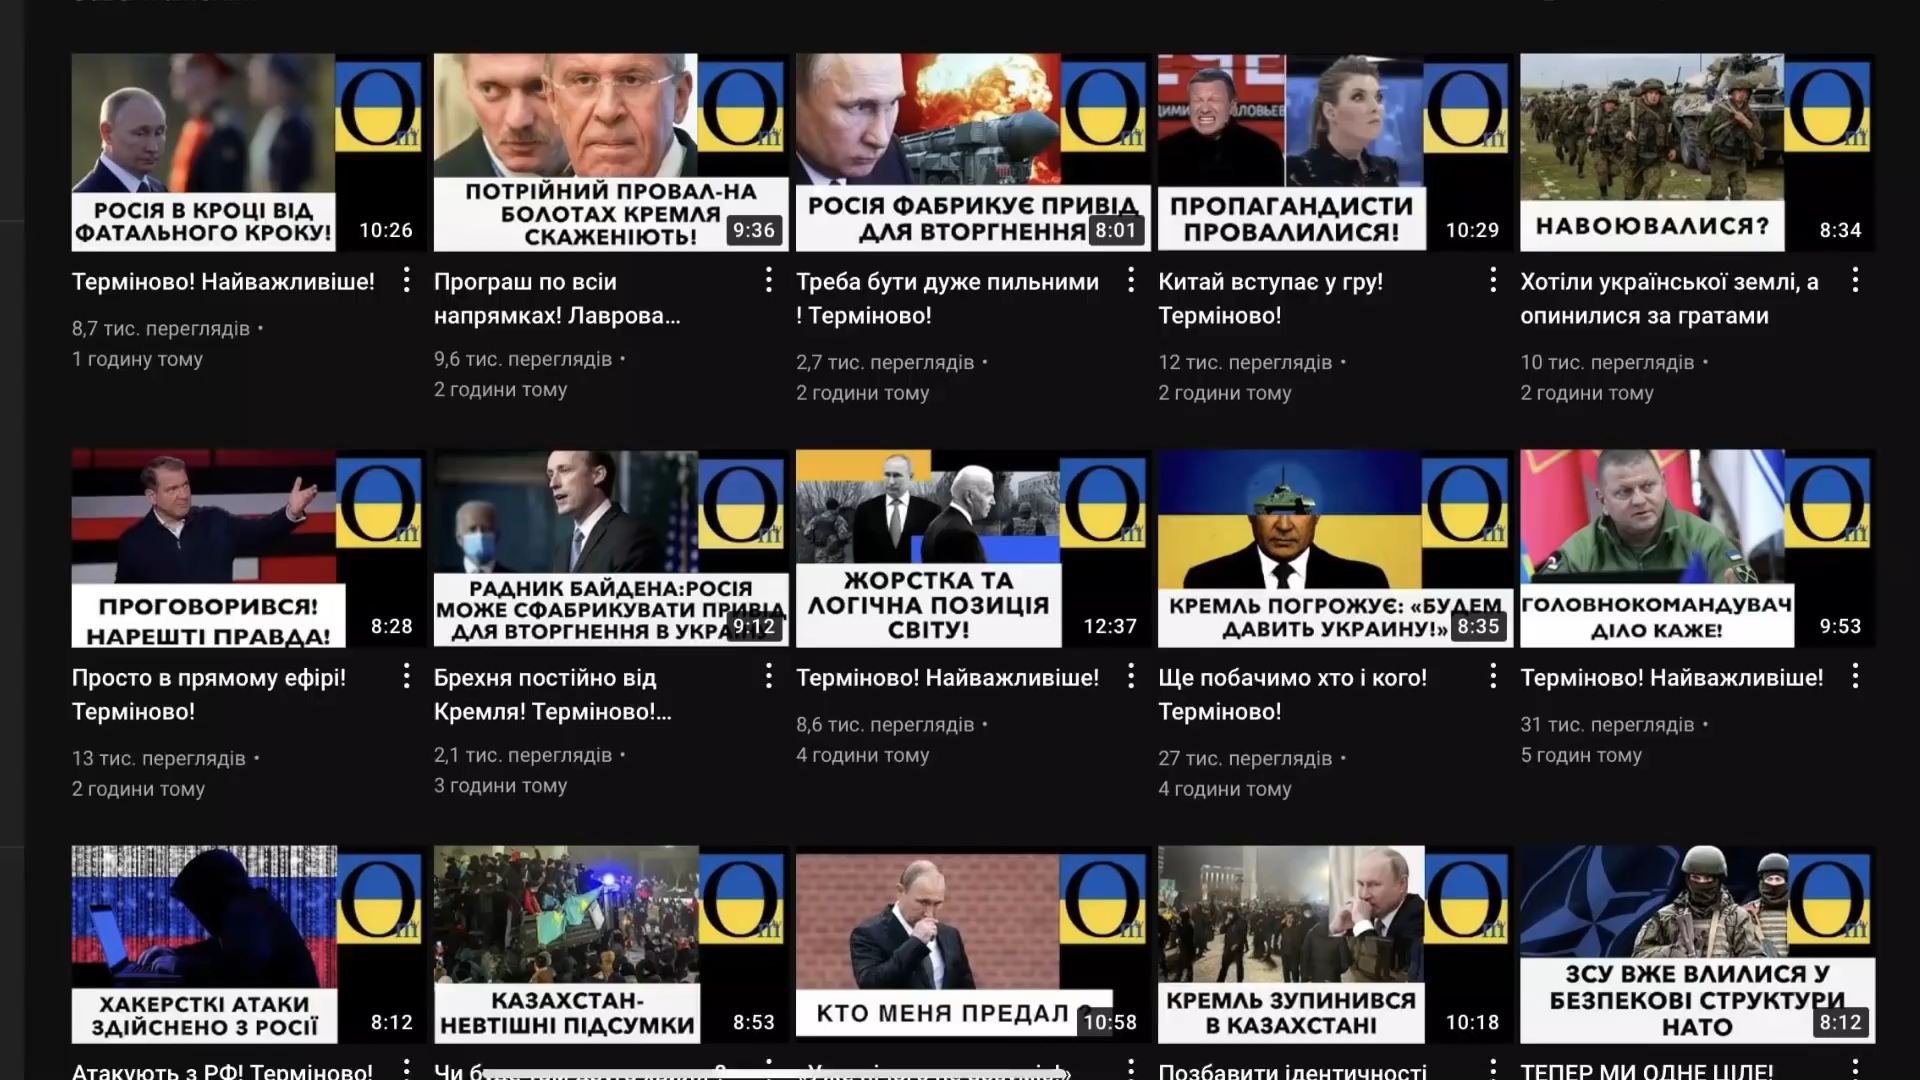 РОСІЯ В КРОЦІ ВІД
ФАТАЛЬНОГО КРОКУ!
10:26
Терміново! Найважливіше!
8,7 тис. переглядів •
1 годину тому
ПОТРІЙНИЙ ПРОВАЛ-НА
БОЛОТАХ КРЕМЛЯ
СКАЖЕНІЮТЬ!
9:36
Програш по всіи
напрямках! Лаврова...
9,6 тис. переглядів •
2 години тому
РОСІЯ ФАБРИКУЄ ПРИВІД
ДЛЯ ВТОРГНЕННЯ
8:01
Треба бути дуже пильними
! Терміново!
2,7 тис. переглядів •
2 години тому
ПРОПАГАНДИСТИ
ПРОВАЛИЛИСЯ!
10:29
Китай вступає у гру!
Терміново!
12 тис. переглядів •
2 години тому
НАВОЮВАЛИСЯ?
8:34
Хотіли української землі, а
опинилися за гратами
10 тис. переглядів •
2 години тому
ПРОГОВОРИВСЯ!
НАРЕШТІ ПРАВДА!
8:28
Просто в прямому ефірі!
Терміново!
13 тис. переглядів •
2 години тому
РАДНИК БАЙДЕНА:РОСІЯ
МОЖЕ СФАБРИКУВАТИ ПРИВІД
ДЛЯ ВТОРГНЕННЯ В
9:12
Брехня постійно від
Кремля! Терміново!...
2,1 тис. переглядів •
3 години тому
ЖОРСТКА ТА
ЛОГІЧНА ПОЗИЦІЯ
СВІТУ!
12:37
Терміново! Найважливіше!
8,6 тис. переглядів •
4 години тому
КРЕМЛЬ ПОГРОЖУЄ: «БУДЕМ
ДАВИТЬ УКРАИНУ!»
8:35
Ще побачимо хто і кого!
Терміново!
27 тис. переглядів •
4 години тому
ГОЛОВНОКОМАНДУВАЧ
ДІЛО КАЖЕ!
9:53
Терміново! Найважливіше!
31 тис. переглядів •
5 годин тому
ХАКЕРСТКІ АТАКИ
ЗДІЙСНЕНО З РОСІЇ
8:12
Атакують з РФ! Терміново!
КАЗАХСТАН-
НЕВТІШНІ ПІДСУМКИ
8:53
Чи
КТО МЕНЯ ПРЕДАЛ ?
10:58
КРЕМЛЬ ЗУПИНИВСЯ
В КАЗАХСТАНІ
10:18
Позбавити ідентичності
ЗСУ ВЖЕ ВЛИЛИСЯ У
БЕЗПЕКОВІ СТРУКТУРИ
НАТО
8:12
ТЕПЕР МИ ОДНЕ ЦІЛЕ!